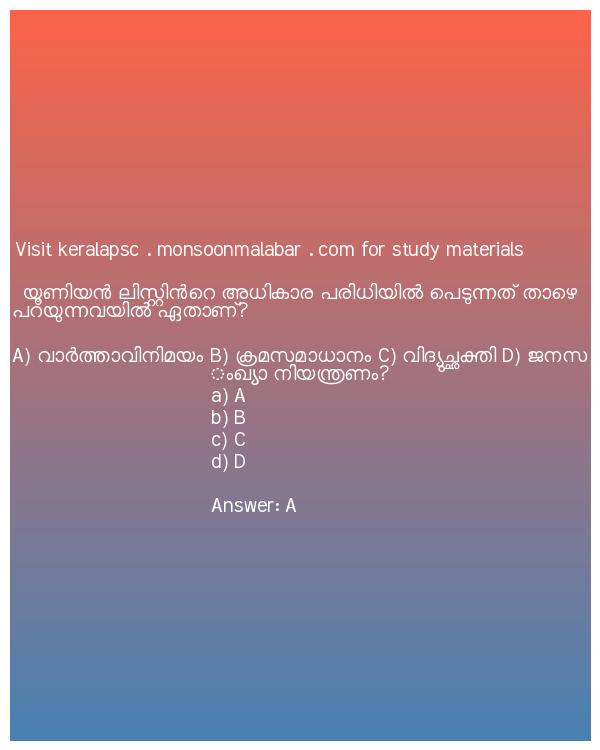 Visit keralapsc . monsoonmalabar . com for study materials
യൂണിയൻ ലിസ്റ്റിൻറെ അധികാര പരിധിയിൽ പെടുന്നത് താഴെ
പറയുന്നവയിൽ ഏതാണ്?
A) വാർത്താവിനിമയം B) ക്രമസമാധാനം C) വിദ്യുച്ഛക്തി D) ജനസ
ംഖ്യാ നിയന്ത്രണം?
a) A
b) B
c) C
d) D
Answer: A